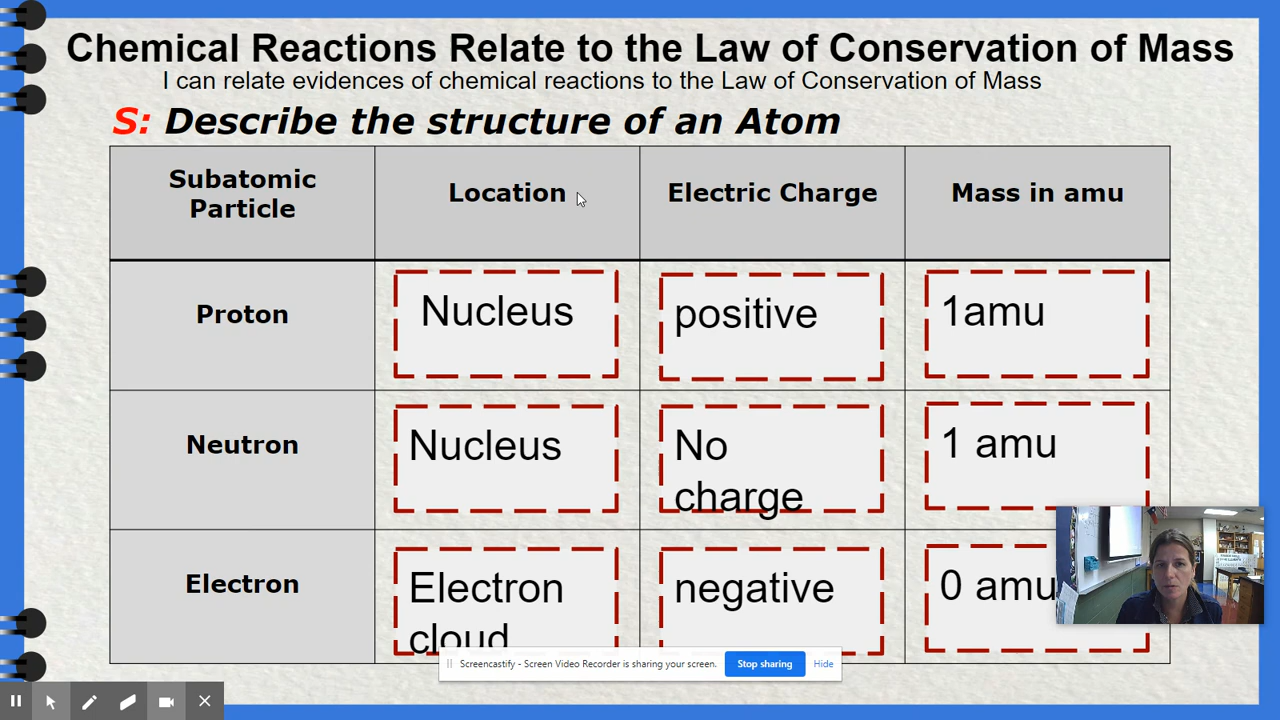 Chemical Reactions Relate to the Law of Conservation of Mass
I can relate evidences of chemical reactions to the Law of Conservation of Mass
S: Describe the structure of an Atom
Subatomic
Particle
Location
Electric Charge
Mass in amu
Proton
Nucleus
positive
1amu
Neutron
Nucleus
No
charge
1 amu
Electron
Electron
cloud
negative
0 amu
Screencastify - Screen Video Recorder is sharing your screen.
Stop sharing
Hide